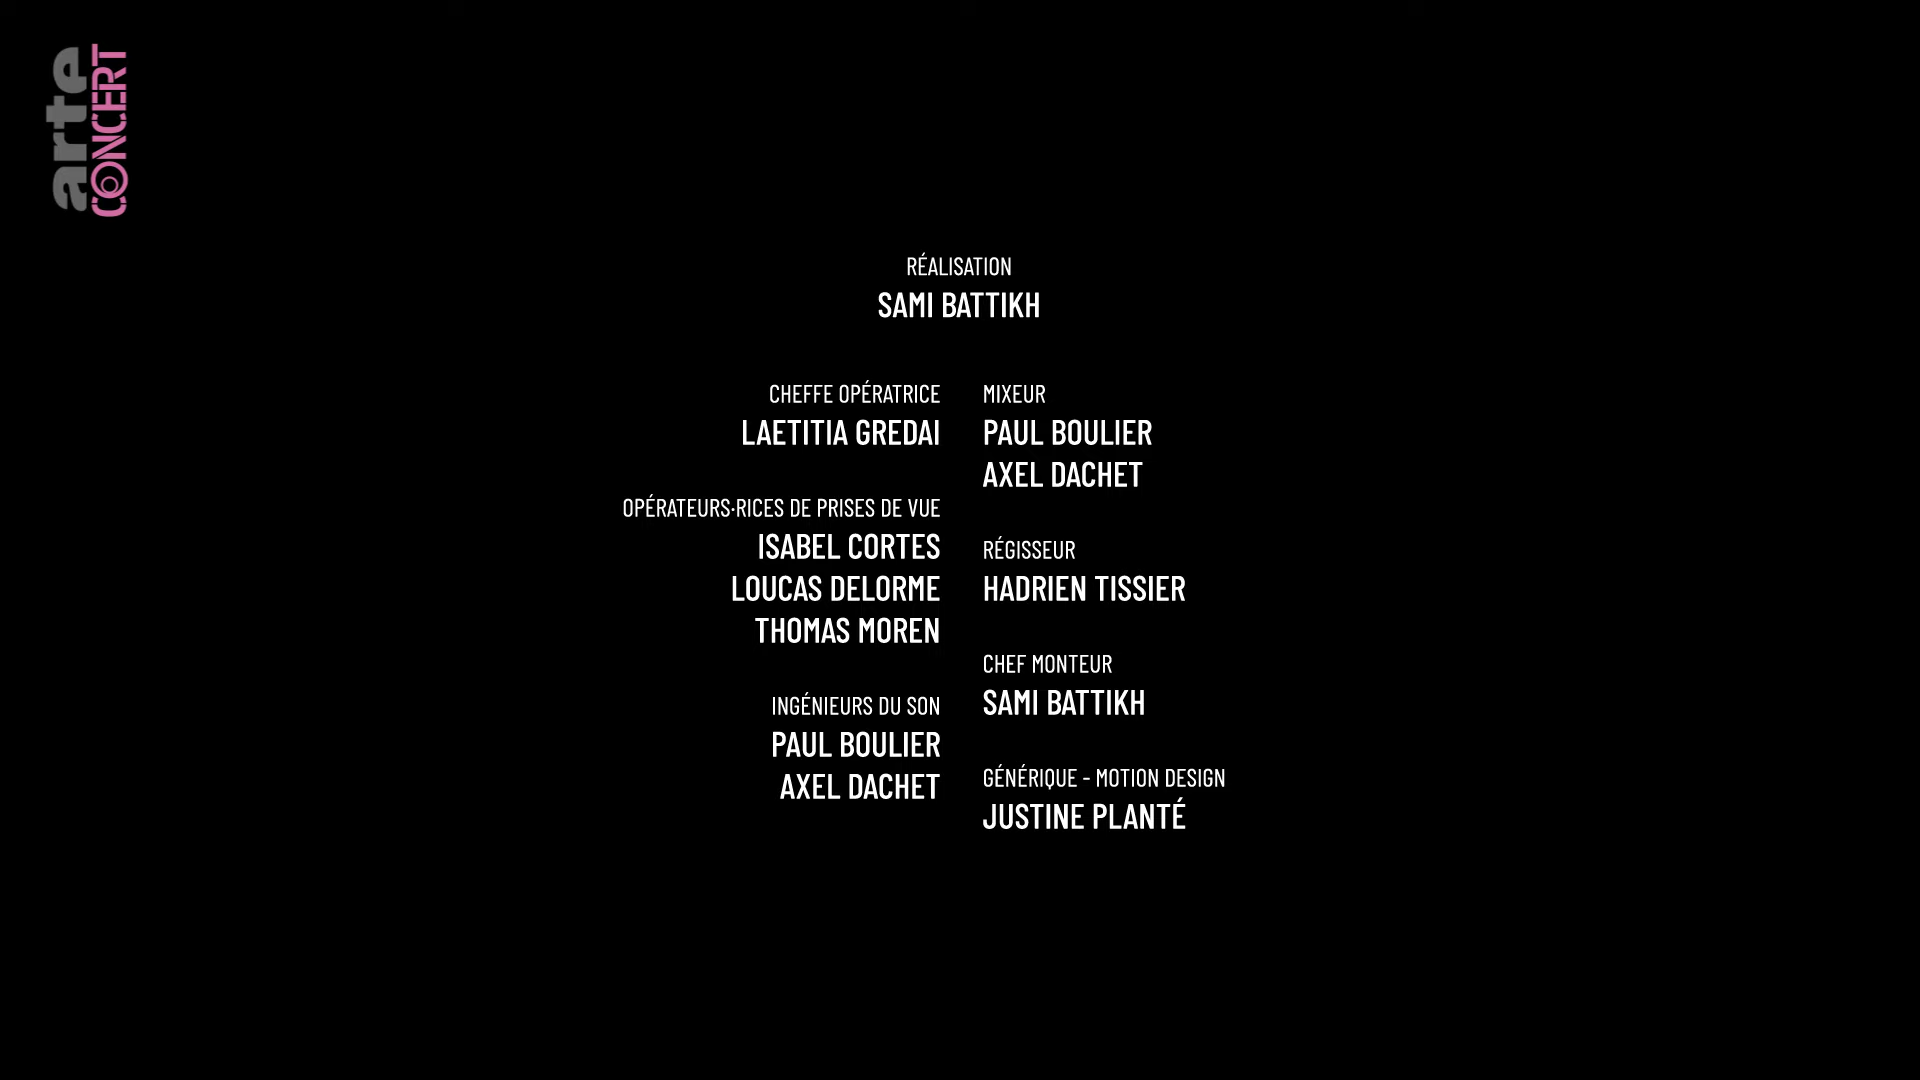 arte
CONCERT
RÉALISATION
SAMI BATTIKH
CHEFFE OPÉRATRICE
LAETITIA GREDAI
OPÉRATEURS·RICES DE PRISES DE VUE
ISABEL CORTES
LOUCAS DELORME
THOMAS MOREN
INGÉNIEURS DU SON
PAUL BOULIER
AXEL DACHET
MIXEUR
PAUL BOULIER
AXEL DACHET
RÉGISSEUR
HADRIEN TISSIER
CHEF MONTEUR
SAMI BATTIKH
GÉNÉRIQUE - MOTION DESIGN
JUSTINE PLANTÉ